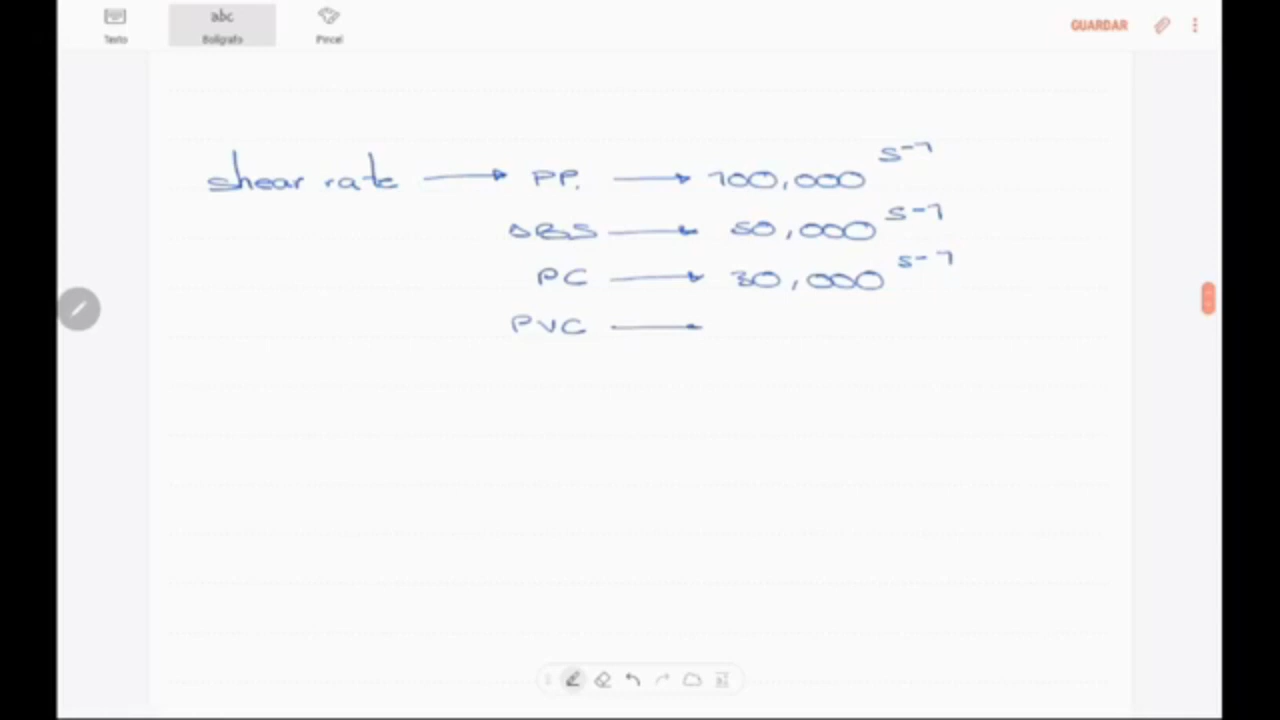 Texto Bolígrafo Pincel GUARDAR
shear rate → PP. → 100,000 s-1
ABS → 50,000 s-1
PC → 30,000 s-1
PVC →